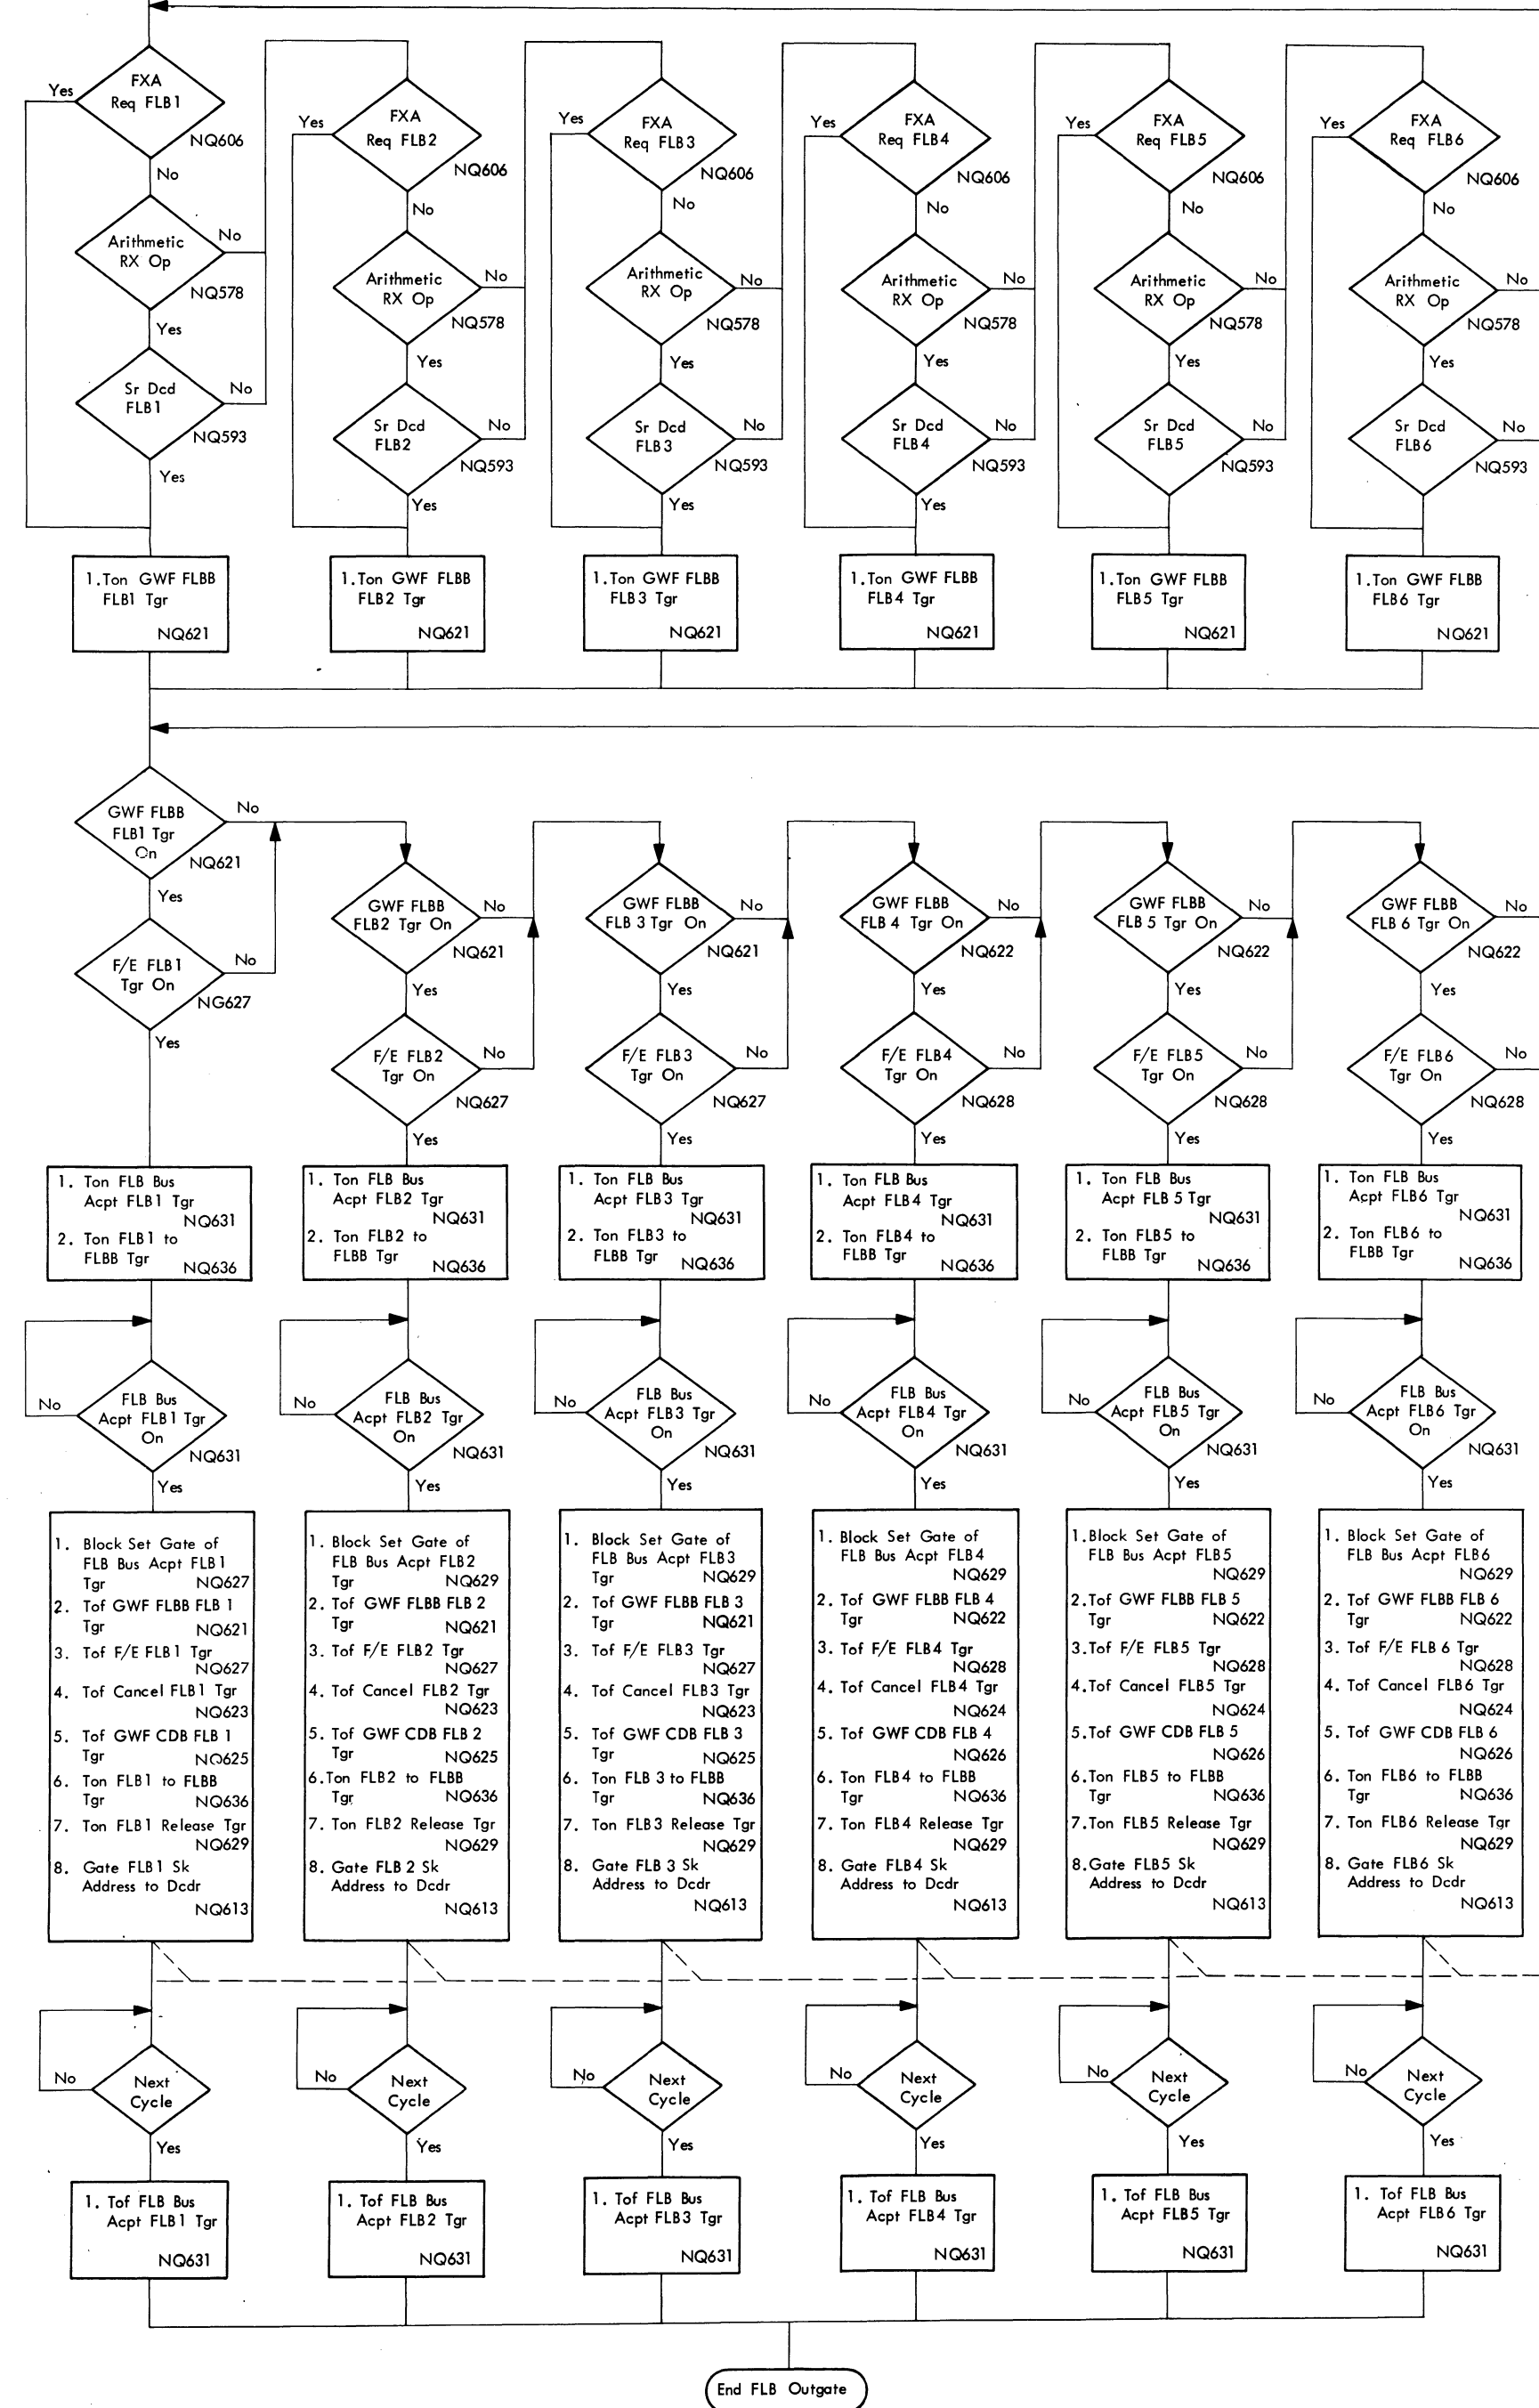 FXA
Req FLB1
Yes
NQ606
No
Arithmetic
RX Op
No
NQ578
Yes
Sr Dcd
FLB1
No
NQ593
Yes
1. Ton GWF FLBB
FLB1 Tgr
NQ621
FXA
Req FLB2
Yes
NQ606
No
Arithmetic
RX Op
No
NQ578
Yes
Sr Dcd
FLB2
No
NQ593
Yes
1. Ton GWF FLBB
FLB2 Tgr
NQ621
FXA
Req FLB3
Yes
NQ606
No
Arithmetic
RX Op
No
NQ578
Yes
Sr Dcd
FLB3
No
NQ593
Yes
1. Ton GWF FLBB
FLB3 Tgr
NQ621
FXA
Req FLB4
Yes
NQ606
No
Arithmetic
RX Op
No
NQ578
Yes
Sr Dcd
FLB4
No
NQ593
Yes
1. Ton GWF FLBB
FLB4 Tgr
NQ621
FXA
Req FLB5
Yes
NQ606
No
Arithmetic
RX Op
No
NQ578
Yes
Sr Dcd
FLB5
No
NQ593
Yes
1. Ton GWF FLBB
FLB5 Tgr
NQ621
FXA
Req FLB6
Yes
NQ606
No
Arithmetic
RX Op
No
NQ578
Yes
Sr Dcd
FLB6
No
NQ593
Yes
1. Ton GWF FLBB
FLB6 Tgr
NQ621
GWF FLBB
FLB1 Tgr
On
No
NQ621
Yes
F/E FLB1
Tgr On
No
NG627
Yes
1. Ton FLB Bus
Acpt FLB1 Tgr
NQ631
2. Ton FLB1 to
FLBB Tgr
NQ636
No
FLB Bus
Acpt FLB1 Tgr
On
NQ631
Yes
1. Block Set Gate of
FLB Bus Acpt FLB1
Tgr NQ627
2. Tof GWF FLBB FLB 1
Tgr NQ621
3. Tof F/E FLB1 Tgr
NQ627
4. Tof Cancel FLB1 Tgr
NQ623
5. Tof GWF CDB FLB 1
Tgr NQ625
6. Ton FLB1 to FLBB
Tgr NQ636
7. Ton FLB1 Release Tgr
NQ629
8. Gate FLB1 Sk
Address to Dcdr
NQ613
No
Next
Cycle
Yes
1. Tof FLB Bus
Acpt FLB1 Tgr
NQ631
GWF FLBB
FLB2 Tgr On
No
NQ621
Yes
F/E FLB2
Tgr On
No
NQ627
Yes
1. Ton FLB Bus
Acpt FLB2 Tgr
NQ631
2. Ton FLB2 to
FLBB Tgr
NQ636
No
FLB Bus
Acpt FLB2 Tgr
On
NQ631
Yes
1. Block Set Gate of
FLB Bus Acpt FLB2
Tgr NQ629
2. Tof GWF FLBB FLB 2
Tgr NQ621
3. Tof F/E FLB2 Tgr
NQ627
4. Tof Cancel FLB2 Tgr
NQ623
5. Tof GWF CDB FLB 2
Tgr NQ625
6. Ton FLB2 to FLBB
Tgr NQ636
7. Ton FLB2 Release Tgr
NQ629
8. Gate FLB 2 Sk
Address to Dcdr
NQ613
No
Next
Cycle
Yes
1. Tof FLB Bus
Acpt FLB2 Tgr
NQ631
GWF FLBB
FLB 3 Tgr On
No
NQ621
Yes
F/E FLB3
Tgr On
No
NQ627
Yes
1. Ton FLB Bus
Acpt FLB3 Tgr
NQ631
2. Ton FLB3 to
FLBB Tgr
NQ636
No
FLB Bus
Acpt FLB3 Tgr
On
NQ631
Yes
1. Block Set Gate of
FLB Bus Acpt FLB3
Tgr NQ629
2. Tof GWF FLBB FLB 3
Tgr NQ621
3. Tof F/E FLB3 Tgr
NQ627
4. Tof Cancel FLB3 Tgr
NQ623
5. Tof GWF CDB FLB 3
Tgr NQ625
6. Ton FLB 3 to FLBB
Tgr NQ636
7. Ton FLB3 Release Tgr
NQ629
8. Gate FLB 3 Sk
Address to Dcdr
NQ613
No
Next
Cycle
Yes
1. Tof FLB Bus
Acpt FLB3 Tgr
NQ631
GWF FLBB
FLB 4 Tgr On
No
NQ622
Yes
F/E FLB4
Tgr On
No
NQ628
Yes
1. Ton FLB Bus
Acpt FLB4 Tgr
NQ631
2. Ton FLB4 to
FLBB Tgr
NQ636
No
FLB Bus
Acpt FLB4 Tgr
On
NQ631
Yes
1. Block Set Gate of
FLB Bus Acpt FLB4
NQ629
2. Tof GWF FLBB FLB 4
Tgr NQ622
3. Tof F/E FLB4 Tgr
NQ628
4. Tof Cancel FLB4 Tgr
NQ624
5. Tof GWF CDB FLB 4
NQ626
6. Ton FLB4 to FLBB
Tgr NQ636
7. Ton FLB4 Release Tgr
NQ629
8. Gate FLB4 Sk
Address to Dcdr
NQ613
No
Next
Cycle
Yes
1. Tof FLB Bus
Acpt FLB4 Tgr
NQ631
GWF FLBB
FLB 5 Tgr On
No
NQ622
Yes
F/E FLB5
Tgr On
No
NQ628
Yes
1. Ton FLB Bus
Acpt FLB 5 Tgr
NQ631
2. Ton FLB5 to
FLBB Tgr
NQ636
No
FLB Bus
Acpt FLB5 Tgr
On
NQ631
Yes
1. Block Set Gate of
FLB Bus Acpt FLB5
NQ629
2. Tof GWF FLBB FLB 5
Tgr NQ622
3. Tof F/E FLB5 Tgr
NQ628
4. Tof Cancel FLB5 Tgr
NQ624
5. Tof GWF CDB FLB 5
NQ626
6. Ton FLB5 to FLBB
Tgr NQ636
7. Ton FLB5 Release Tgr
NQ629
8. Gate FLB5 Sk
Address to Dcdr
NQ613
No
Next
Cycle
Yes
1. Tof FLB Bus
Acpt FLB5 Tgr
NQ631
GWF FLBB
FLB 6 Tgr On
No
NQ622
Yes
F/E FLB6
Tgr On
No
NQ628
Yes
1. Ton FLB Bus
Acpt FLB6 Tgr
NQ631
2. Ton FLB6 to
FLBB Tgr
NQ636
No
FLB Bus
Acpt FLB6 Tgr
On
NQ631
Yes
1. Block Set Gate of
FLB Bus Acpt FLB6
NQ629
2. Tof GWF FLBB FLB 6
Tgr NQ622
3. Tof F/E FLB 6 Tgr
NQ628
4. Tof Cancel FLB6 Tgr
NQ624
5. Tof GWF CDB FLB 6
NQ626
6. Ton FLB6 to FLBB
Tgr NQ636
7. Ton FLB6 Release Tgr
NQ629
8. Gate FLB6 Sk
Address to Dcdr
NQ613
No
Next
Cycle
Yes
1. Tof FLB Bus
Acpt FLB6 Tgr
NQ631
End FLB Outgate